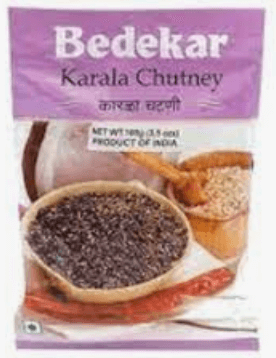 Bedekar
Karala Chutney
कारळा चटणी
NET WT. 100g (3.5 ozs)
PRODUCT OF INDIA